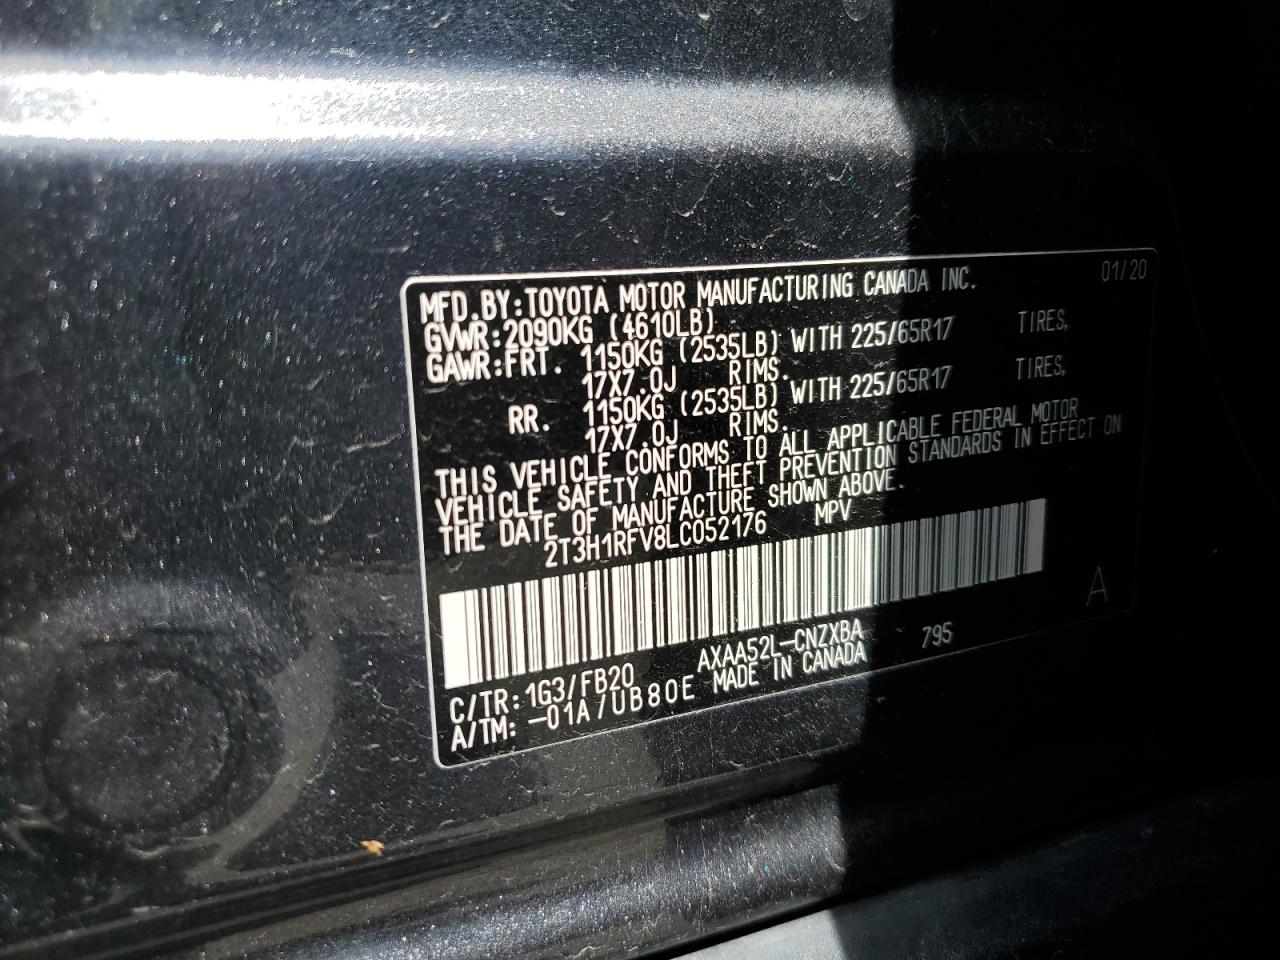 MFD.BY:TOYOTA MOTOR MANUFACTURING CANADA INC. 01/20
GVWR:2090KG (4610LB)
GAWR:FRT. 1150KG (2535LB) WITH 225/65R17 TIRES,
17X7.0J RIMS.
RR. 1150KG (2535LB) WITH 225/65R17 TIRES,
17X7.0J RIMS.
THIS VEHICLE CONFORMS TO ALL APPLICABLE FEDERAL MOTOR
VEHICLE SAFETY AND THEFT PREVENTION STANDARDS IN EFFECT ON
THE DATE OF MANUFACTURE SHOWN ABOVE.
2T3H1RFV8LC052176 MPV
A
C/TR:1G3/FB20 AXAA52L-CNZXBA 795
A/TM: -01A/UB80E MADE IN CANADA